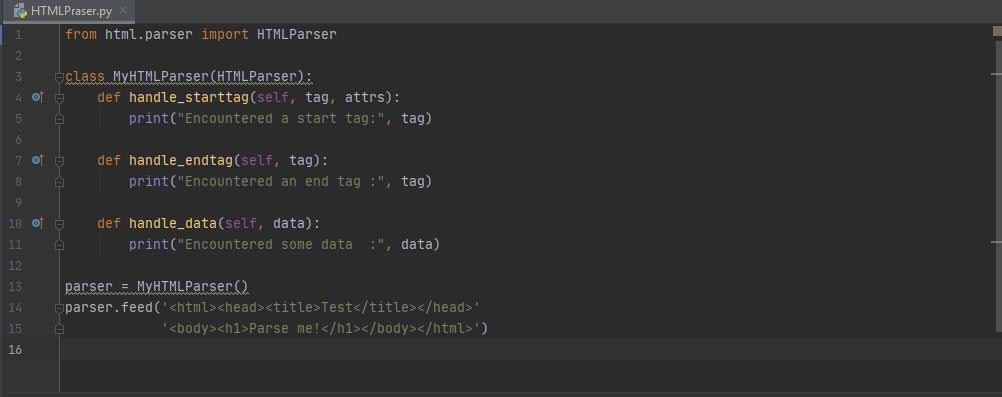 HTMLPraser.py
1 from html.parser import HTMLParser
2
3 class MyHTMLParser(HTMLParser):
4     def handle_starttag(self, tag, attrs):
5         print("Encountered a start tag:", tag)
6
7     def handle_endtag(self, tag):
8         print("Encountered an end tag :", tag)
9
10     def handle_data(self, data):
11         print("Encountered some data  :", data)
12
13 parser = MyHTMLParser()
14 parser.feed('<html><head><title>Test</title></head>'
15             '<body><h1>Parse me!</h1></body></html>')
16